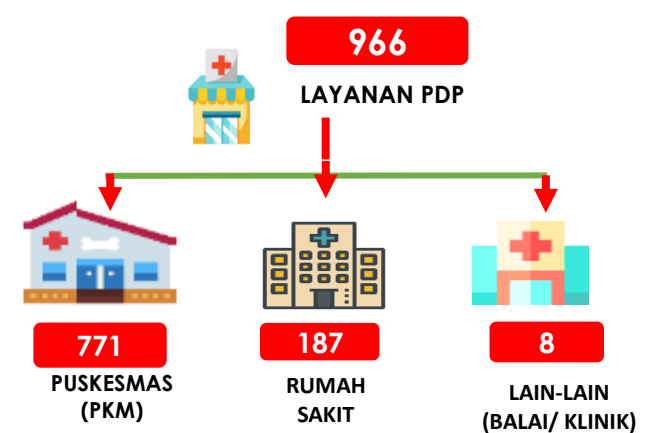 966
LAYANAN PDP
771
PUSKESMAS
(PKM)
187
RUMAH
SAKIT
8
LAIN-LAIN
(BALAI/ KLINIK)